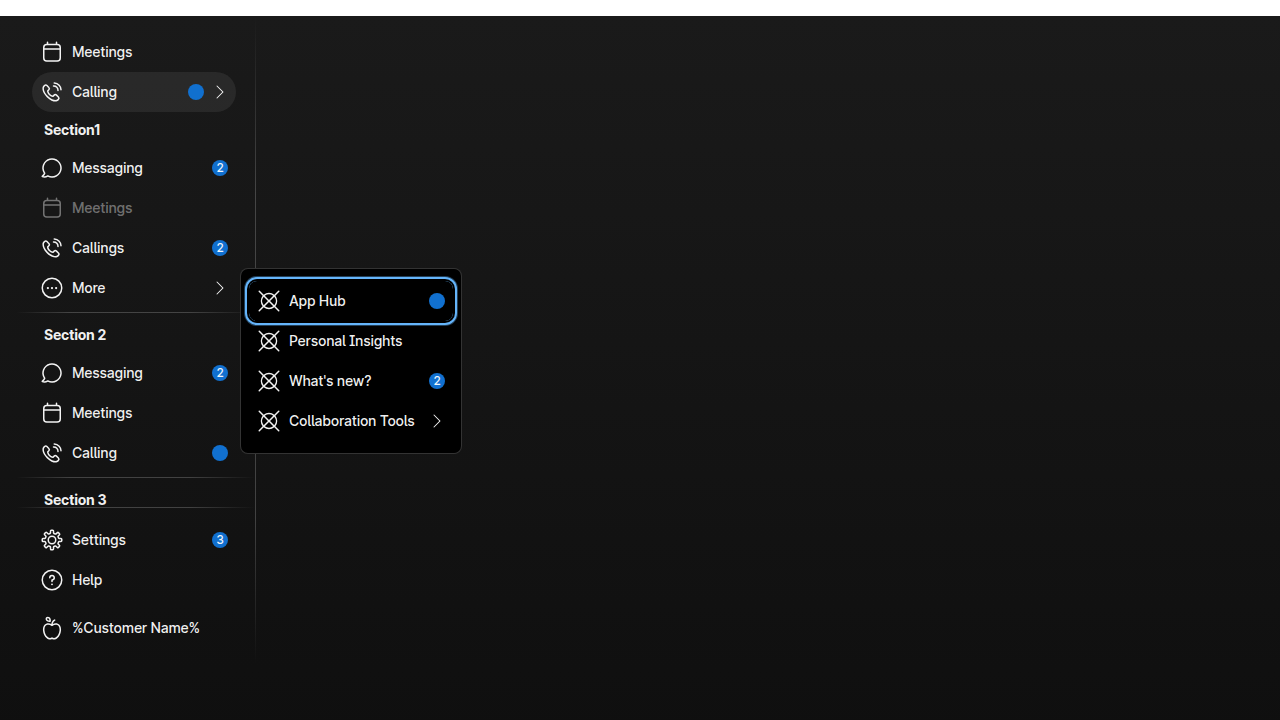 Meetings
Calling
Section1
Messaging 2
Meetings
Callings 2
More
Section 2
Messaging 2
Meetings
Calling
Section 3
Settings 3
Help
%Customer Name%
App Hub
Personal Insights
What's new? 2
Collaboration Tools